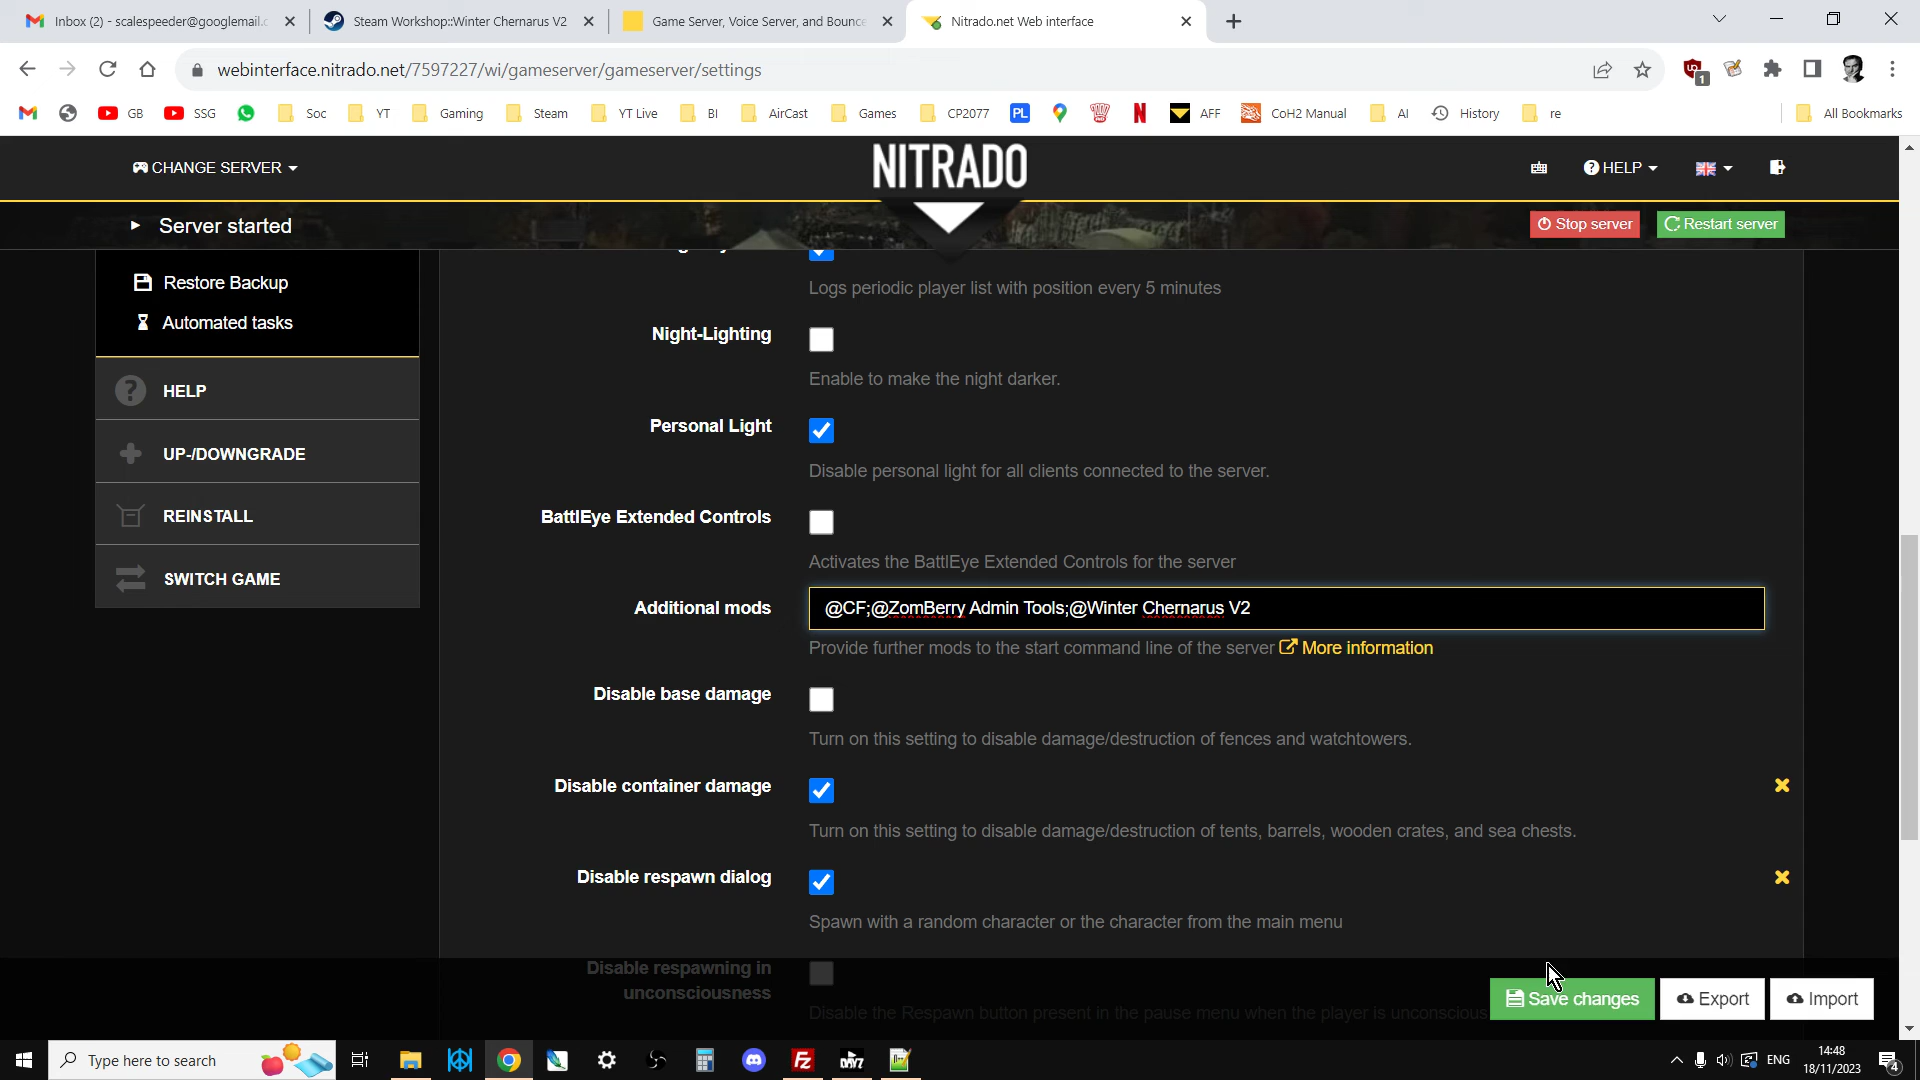 Inbox (2) - scalespeeder@googlemail.c
Steam Workshop::Winter Chernarus V2
Game Server, Voice Server, and Bounce
Nitrado.net Web interface
webinterface.nitrado.net/7597227/wi/gameserver/gameserver/settings
1
GB
SSG
Soc
YT
Gaming
Steam
YT Live
BI
AirCast
Games
CP2077
PL
AFF
CoH2 Manual
AI
History
re
All Bookmarks
CHANGE SERVER
NITRADO
HELP
Server started
Stop server
Restart server
Restore Backup
Automated tasks
HELP
UP-/DOWNGRADE
REINSTALL
SWITCH GAME
Logs periodic player list with position every 5 minutes
Night-Lighting
Enable to make the night darker.
Personal Light
Disable personal light for all clients connected to the server.
BattlEye Extended Controls
Activates the BattlEye Extended Controls for the server
Additional mods
@CF;@ZomBerry Admin Tools;@Winter Chernarus V2
Provide further mods to the start command line of the server More information
Disable base damage
Turn on this setting to disable damage/destruction of fences and watchtowers.
Disable container damage
Turn on this setting to disable damage/destruction of tents, barrels, wooden crates, and sea chests.
Disable respawn dialog
Spawn with a random character or the character from the main menu
Disable respawning in
unconsciousness
Disable the Respawn button present in the pause menu when the player is unconscious
Save changes
Export
Import
Type here to search
ENG
14:48
18/11/2023
4